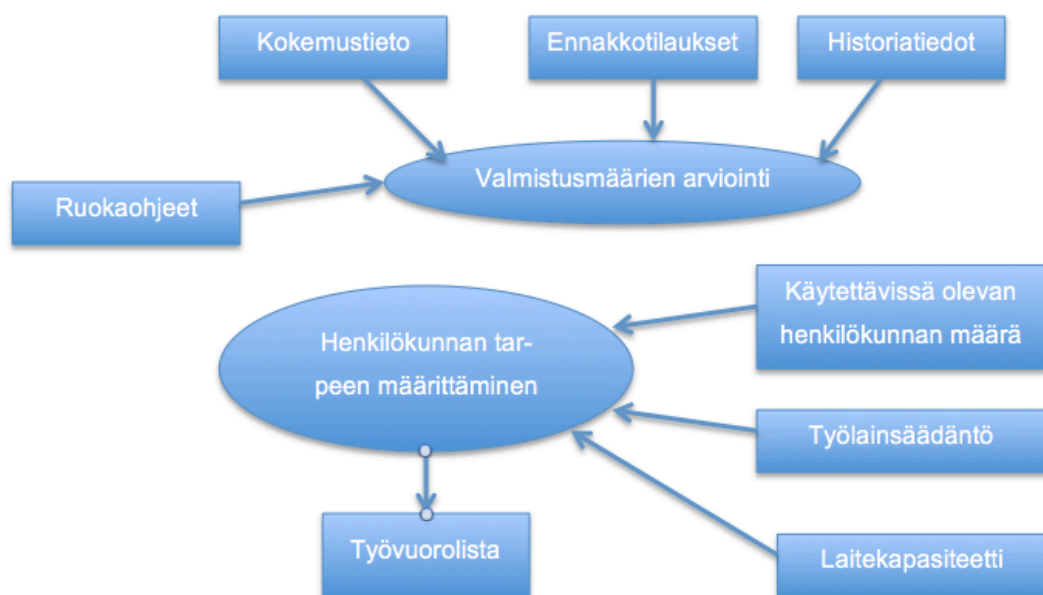 Kokemustieto
Ennakkotilaukset
Historiatiedot
Valmistusmäärien arviointi
Ruokaohjeet
Käytettävissä olevan
henkilökunnan määrä
Henkilökunnan tar-
peen määrittäminen
Työlainsäädäntö
Työvuorolista
Laitekapasiteetti